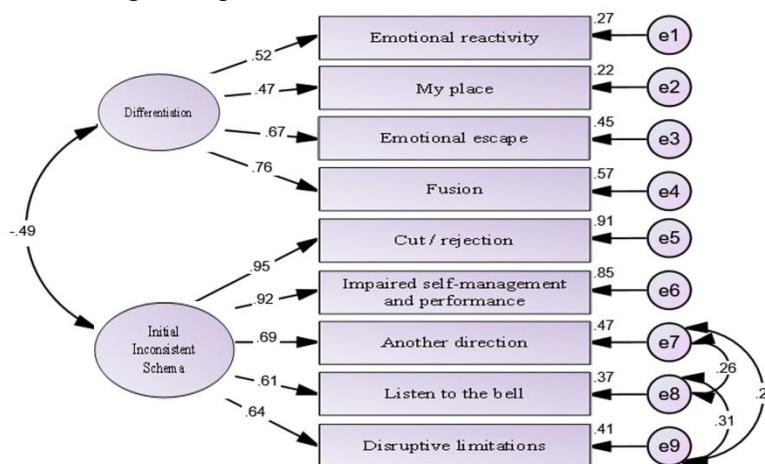 .27
Emotional reactivity
e1
.52
.22
My place
e2
.47
Differentiation
.45
Emotional escape
e3
.67
.57
Fusion
e4
.76
.91
Cut / rejection
e5
-.49
.95
.85
Impaired self-management
and performance
e6
.92
Initial
Inconsistent
Schema
.47
Another direction
e7
.69
.26
.37
Listen to the bell
e8
.61
.31
.64
.41
Disruptive limitations
e9